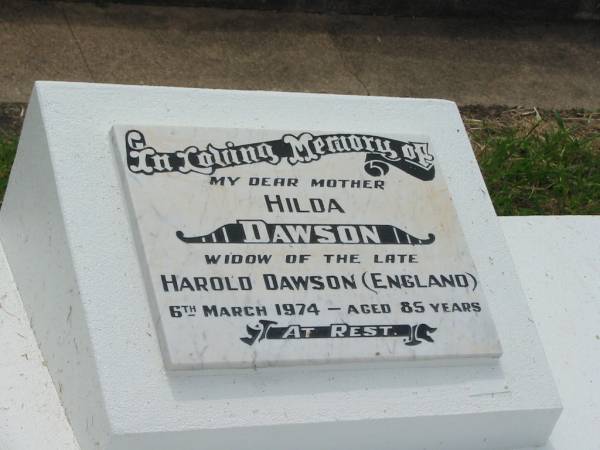 In Loving Memory of
MY DEAR MOTHER
HILDA
DAWSON
WIDOW OF THE LATE
HAROLD DAWSON (ENGLAND)
6TH MARCH 1974 – AGED 85 YEARS
AT REST.